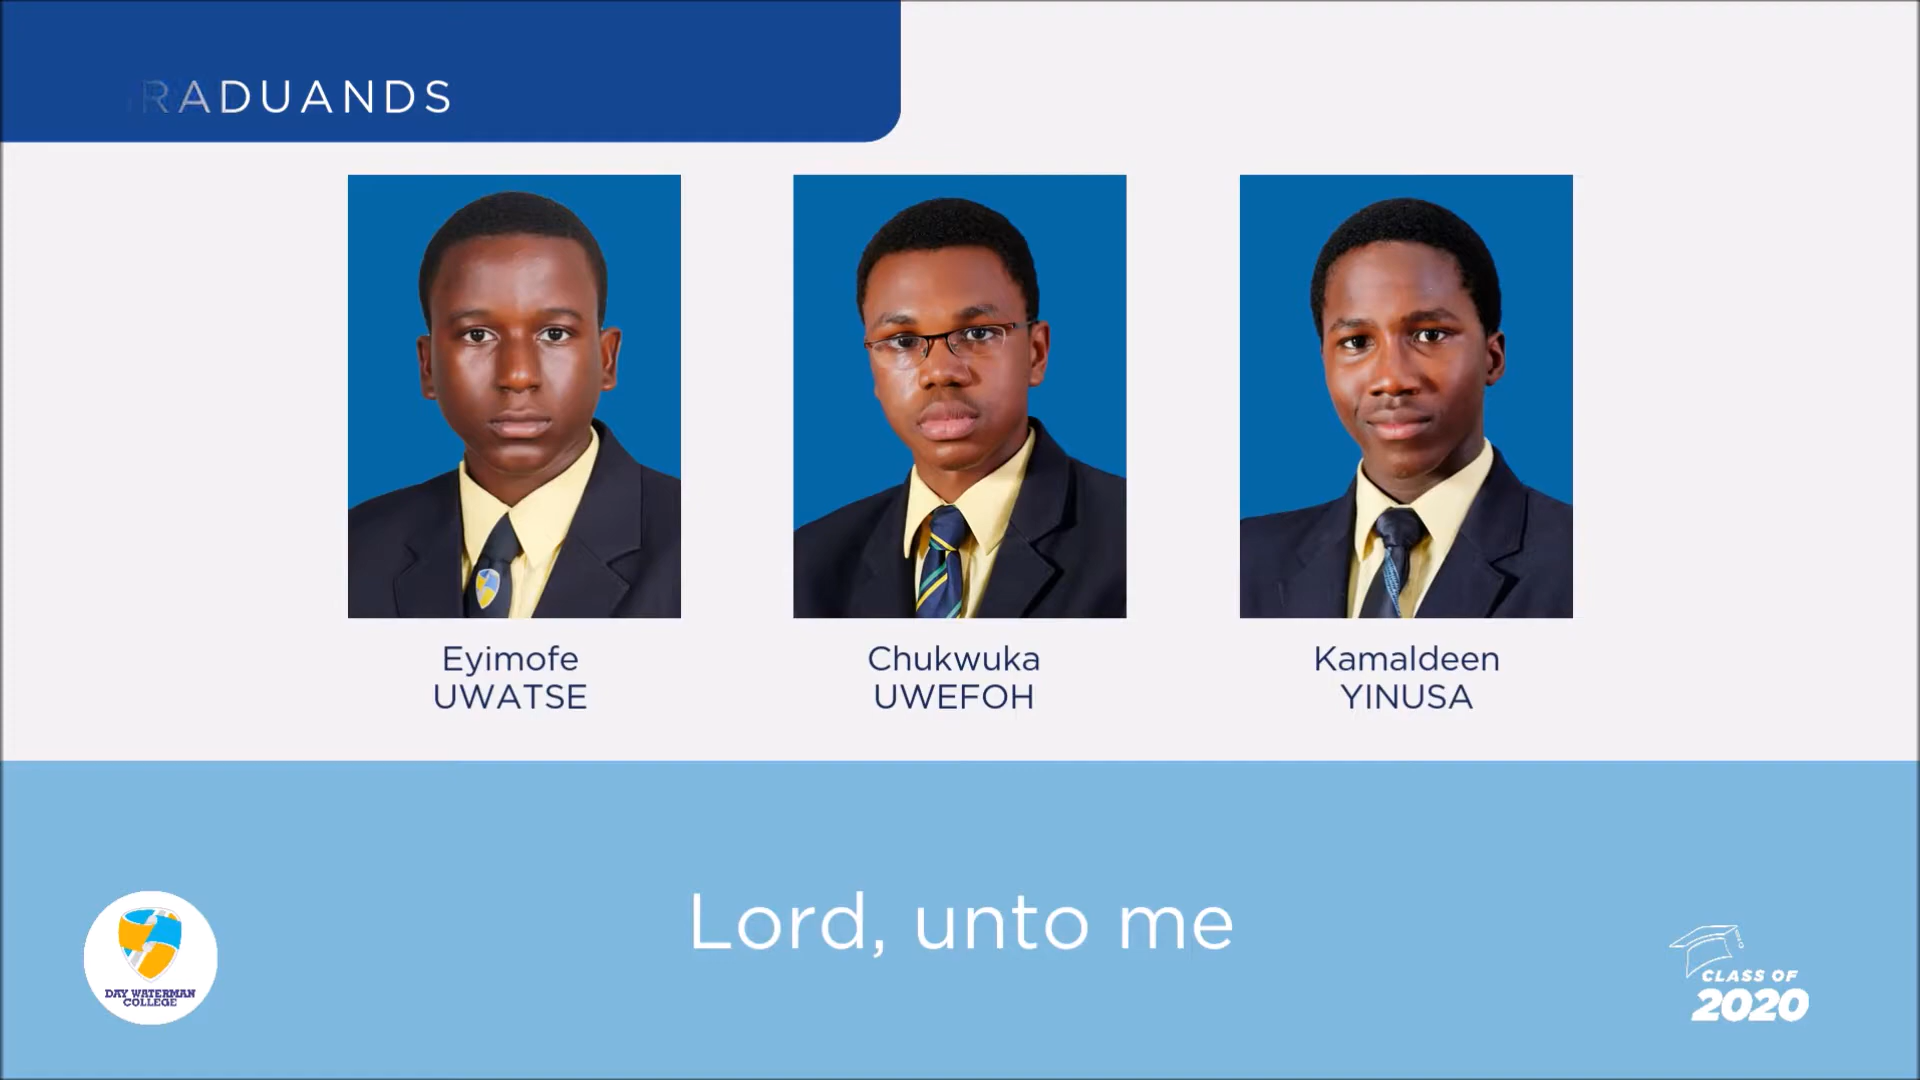 RADUANDS
Eyimofe
UWATSE
Chukwuka
UWEFOH
Kamaldeen
YINUSA
Lord, unto me
DAY WATERMAN
COLLEGE
CLASS OF
2020